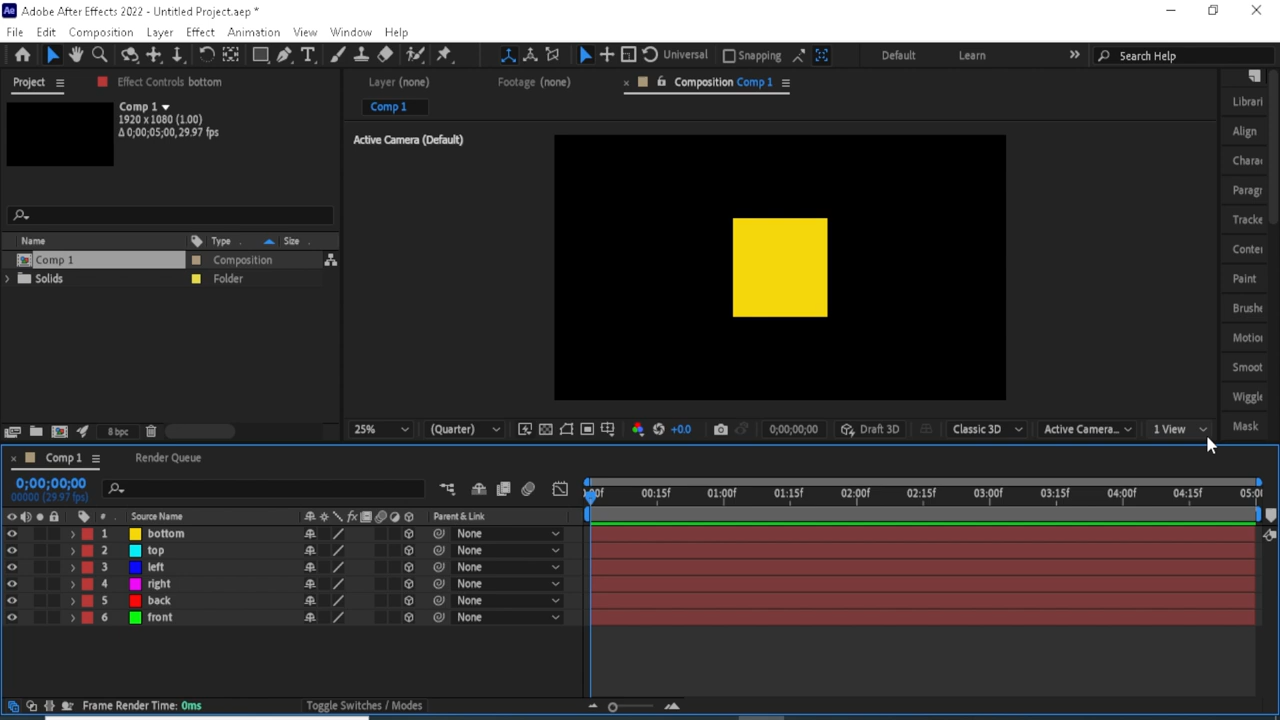 Ae Adobe After Effects 2022 - Untitled Project.aep *
File Edit Composition Layer Effect Animation View Window Help
Universal Snapping Default Learn » Search Help
Project Effect Controls bottom
Comp 1
1920 x 1080 (1.00)
Δ 0;00;05;00, 29.97 fps
Name Type Size
Comp 1 Composition
Solids Folder
8 bpc
Layer (none) Footage (none) Composition Comp 1
Comp 1
Active Camera (Default)
25% (Quarter) +0.0 0;00;00;00 Draft 3D Classic 3D Active Camera... 1 View
Librari
Align
Chara
Paragr
Tracke
Conte
Paint
Brushe
Motio
Smoot
Wiggle
Mask
Comp 1 Render Queue
0;00;00;00
00000 (29.97 fps)
:00f 00:15f 01:00f 01:15f 02:00f 02:15f 03:00f 03:15f 04:00f 04:15f 05:0
# Source Name fx Parent & Link
1 bottom None
2 top None
3 left None
4 right None
5 back None
6 front None
Frame Render Time: 0ms Toggle Switches / Modes